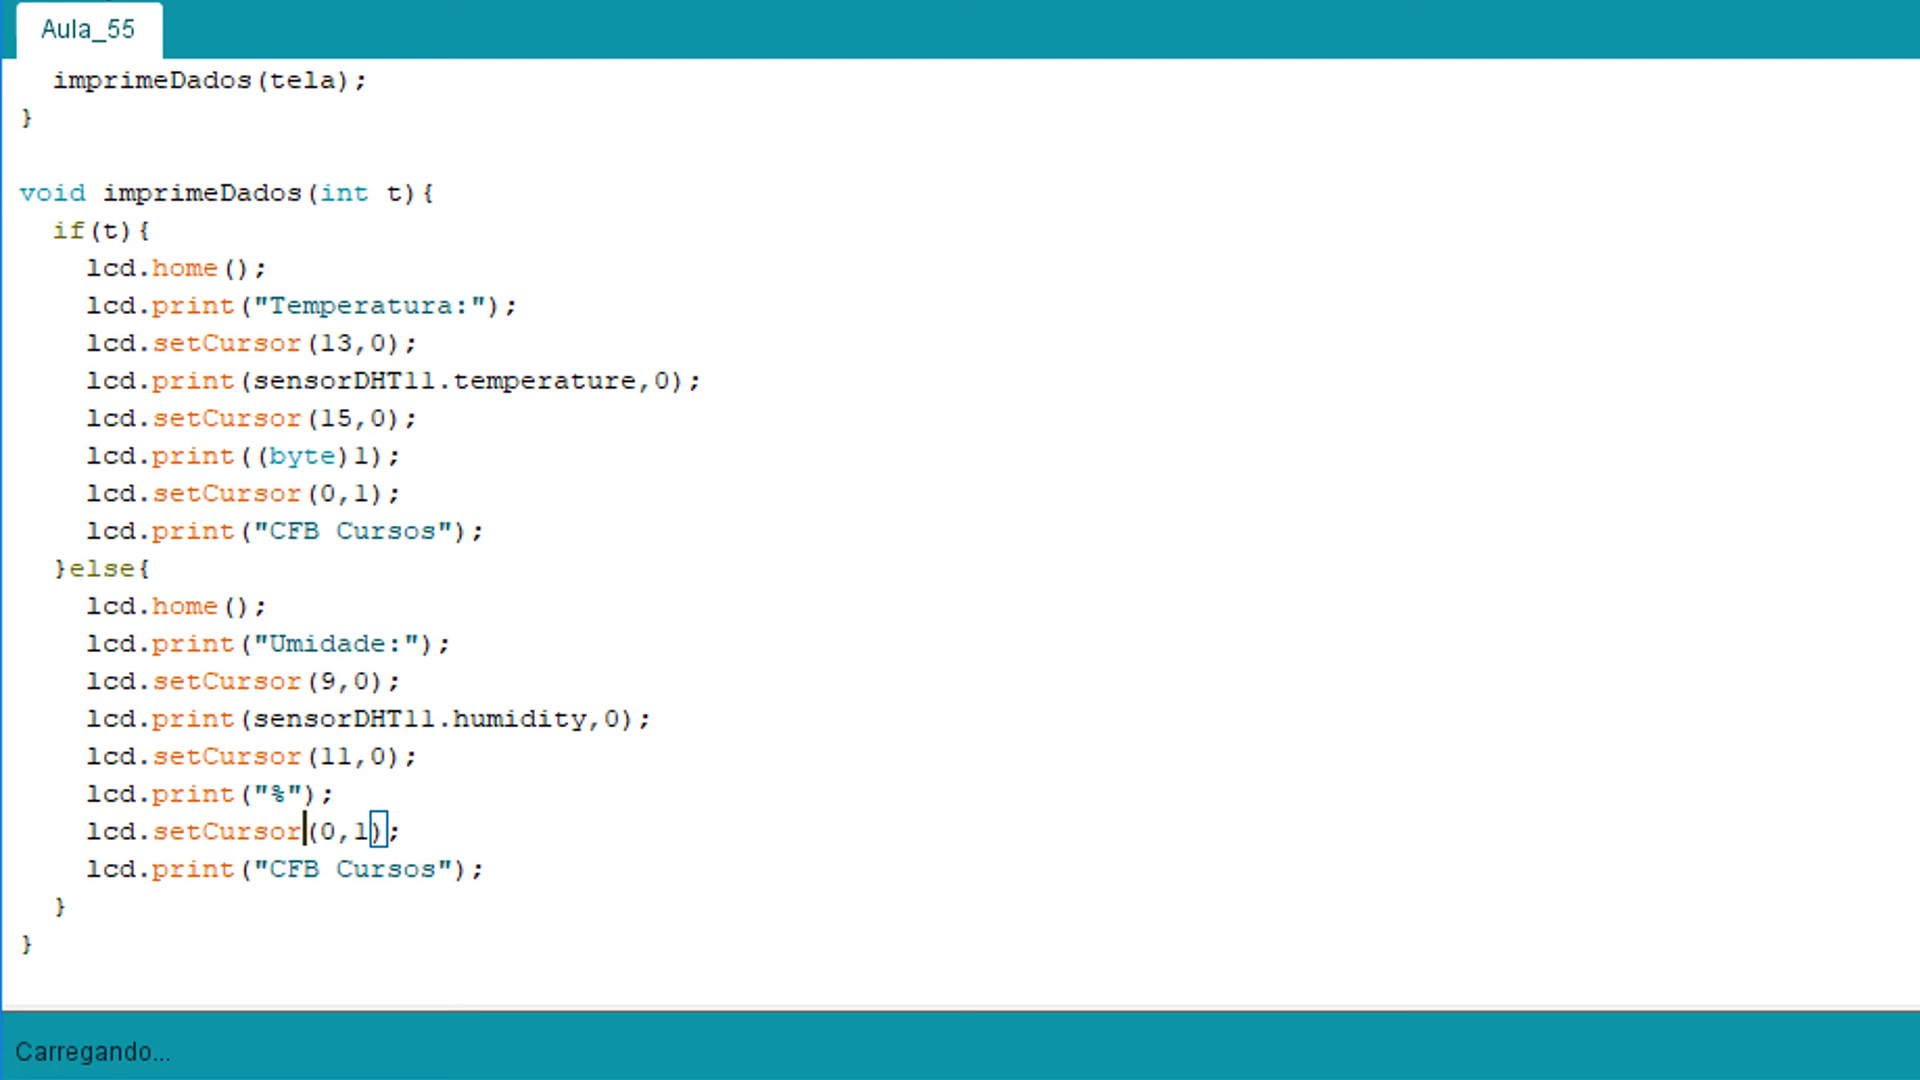 Aula_55
imprimeDados(tela);
}
void imprimeDados(int t){
if(t){
lcd.home();
lcd.print("Temperatura:");
lcd.setCursor(13,0);
lcd.print(sensorDHT11.temperature,0);
lcd.setCursor(15,0);
lcd.print((byte)1);
lcd.setCursor(0,1);
lcd.print("CFB Cursos");
}else{
lcd.home();
lcd.print("Umidade:");
lcd.setCursor(9,0);
lcd.print(sensorDHT11.humidity,0);
lcd.setCursor(11,0);
lcd.print("%");
lcd.setCursor(0,1);
lcd.print("CFB Cursos");
}
}
Carregando...